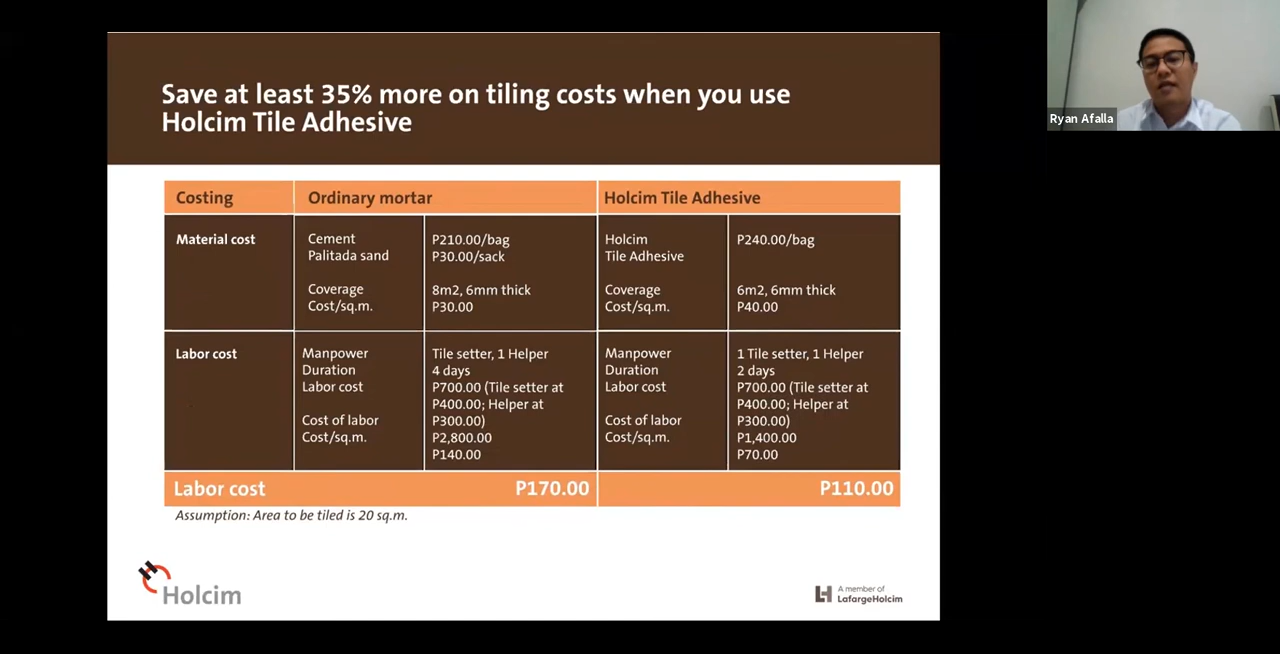 Save at least 35% more on tiling costs when you use
Holcim Tile Adhesive
Ryan Afalla
Costing
Ordinary mortar
Holcim Tile Adhesive
Material cost
Cement
Palitada sand
Coverage
Cost/sq.m.
P210.00/bag
P30.00/sack
8m2, 6mm thick
P30.00
Holcim
Tile Adhesive
Coverage
Cost/sq.m.
P240.00/bag
6m2, 6mm thick
P40.00
Labor cost
Manpower
Duration
Labor cost
Cost of labor
Cost/sq.m.
Tile setter, 1 Helper
4 days
P700.00 (Tile setter at
P400.00; Helper at
P300.00)
P2,800.00
P140.00
Manpower
Duration
Labor cost
Cost of labor
Cost/sq.m.
1 Tile setter, 1 Helper
2 days
P700.00 (Tile setter at
P400.00; Helper at
P300.00)
P1,400.00
P70.00
Labor cost
P170.00
P110.00
Assumption: Area to be tiled is 20 sq.m.
Holcim
A member of
LafargeHolcim